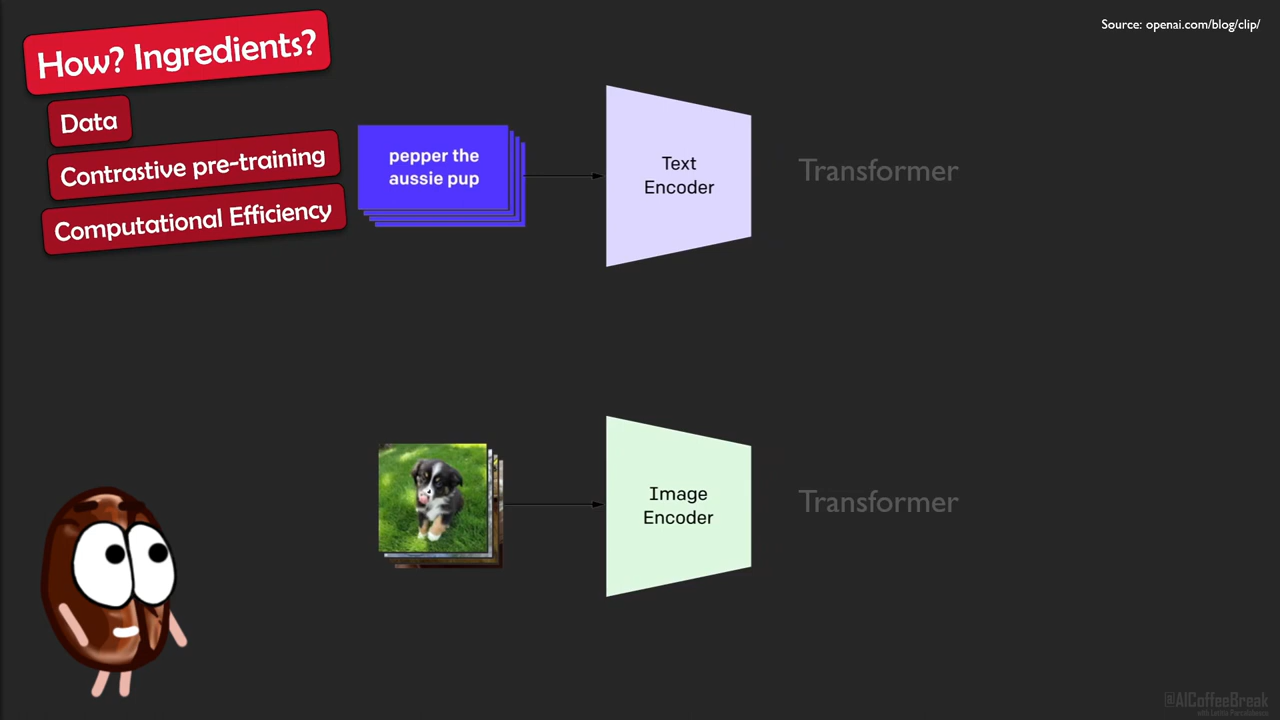 How? Ingredients?
Data
Contrastive pre-training
Computational Efficiency
Source: openai.com/blog/clip/
pepper the
aussie pup
Text
Encoder
Transformer
Image
Encoder
Transformer
@AICoffeeBreak